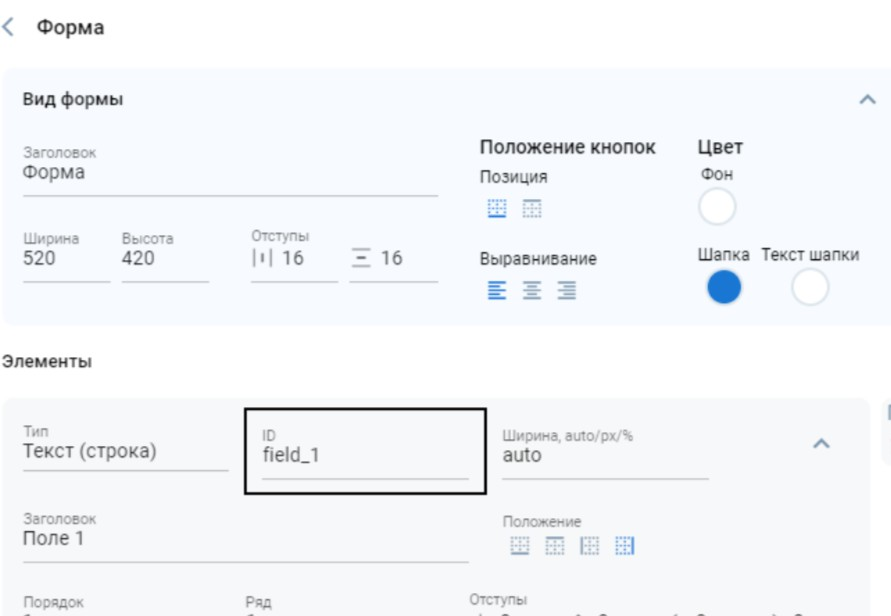 Форма
Вид формы
Заголовок
Форма
Положение кнопок
Цвет
Позиция
Фон
Ширина
Высота
Отступы
520
420
16
16
Выравнивание
Шапка
Текст шапки
Элементы
Тип
Текст (строка)
ID
field_1
Ширина, auto/px/%
auto
Заголовок
Поле 1
Положение
Порядок
Ряд
Отступы